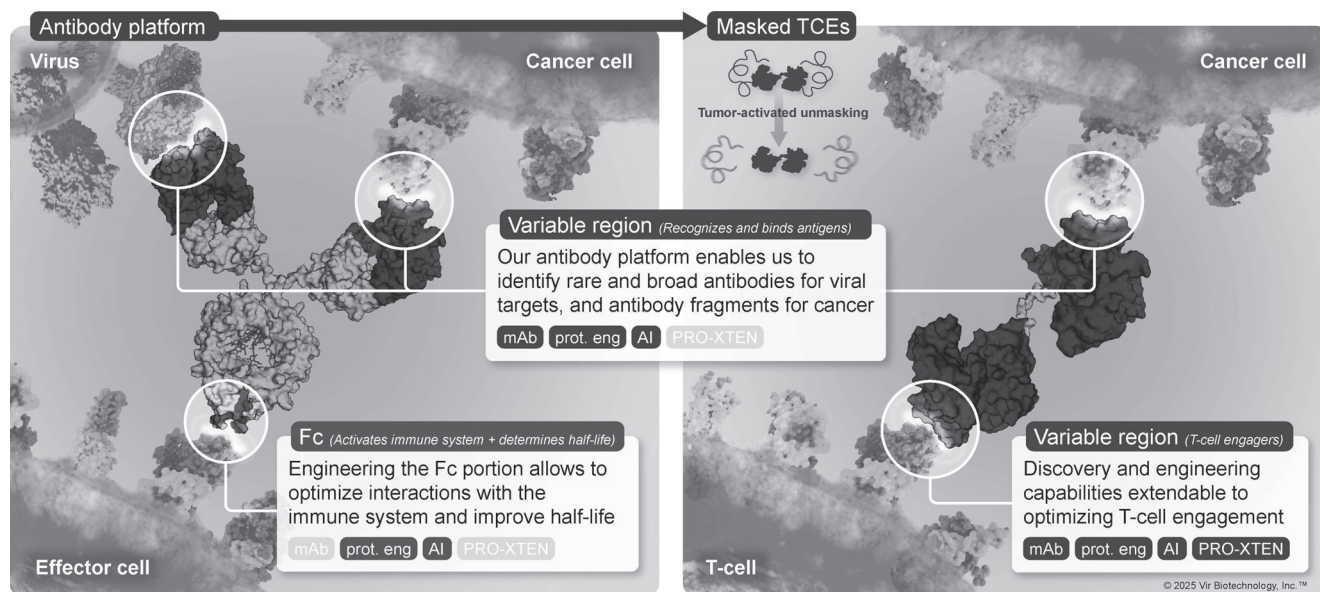 Antibody platform
Masked TCEs
Virus
Cancer cell
Cancer cell
Tumor-activated unmasking
Variable region (Recognizes and binds antigens)
Our antibody platform enables us to
identify rare and broad antibodies for viral
targets, and antibody fragments for cancer
mAb prot. eng AI PRO-XTEN
Fc (Activates immune system + determines half-life)
Engineering the Fc portion allows to
optimize interactions with the
immune system and improve half-life
mAb prot. eng AI PRO-XTEN
Effector cell
Variable region (T-cell engagers)
Discovery and engineering
capabilities extendable to
optimizing T-cell engagement
mAb prot. eng AI PRO-XTEN
T-cell
© 2025 Vir Biotechnology, Inc.™